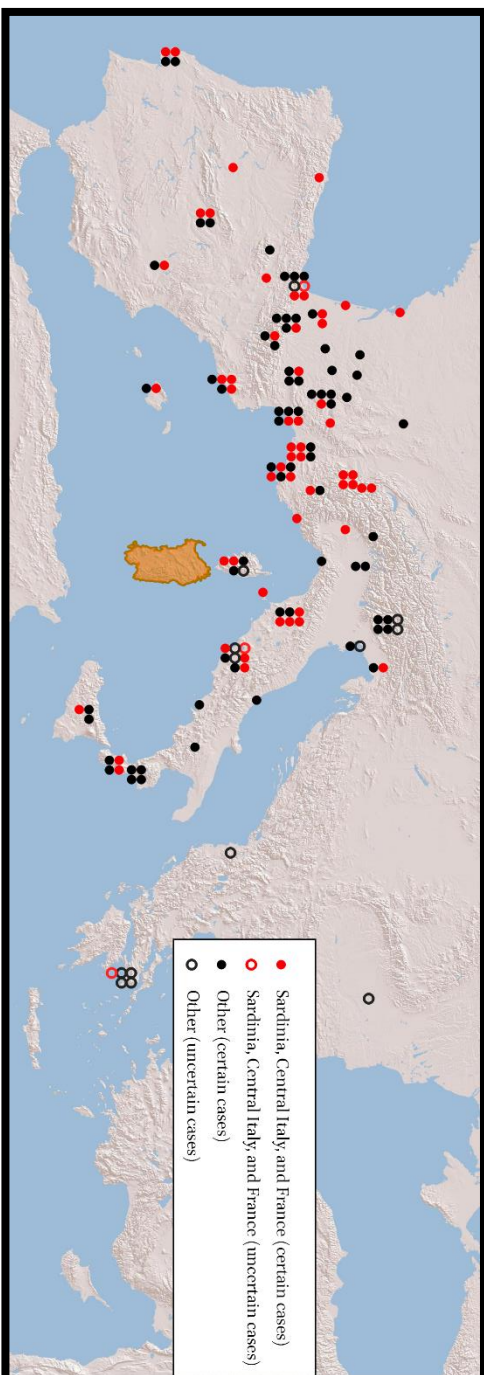 Sardinia, Central Italy, and France (certain cases)
Sardinia, Central Italy, and France (uncertain cases)
Other (certain cases)
Other (uncertain cases)